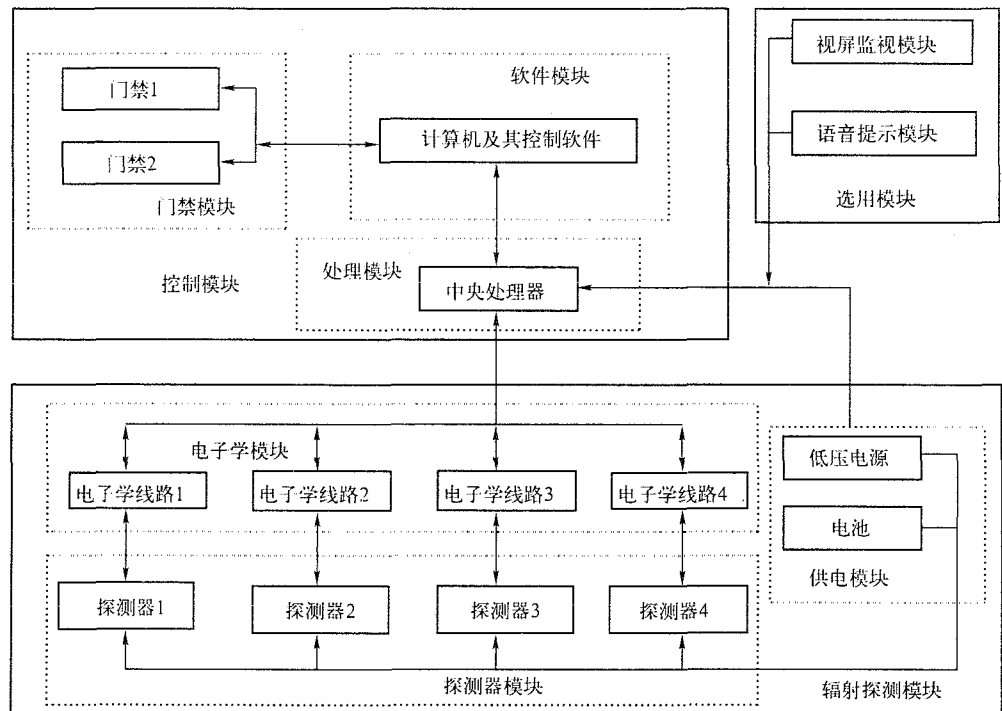 门禁1
门禁2
门禁模块
软件模块
计算机及其控制软件
处理模块
中央处理器
控制模块
视屏监视模块
语音提示模块
选用模块
电子学模块
电子学线路1
电子学线路2
电子学线路3
电子学线路4
探测器1
探测器2
探测器3
探测器4
探测器模块
低压电源
电池
供电模块
辐射探测模块